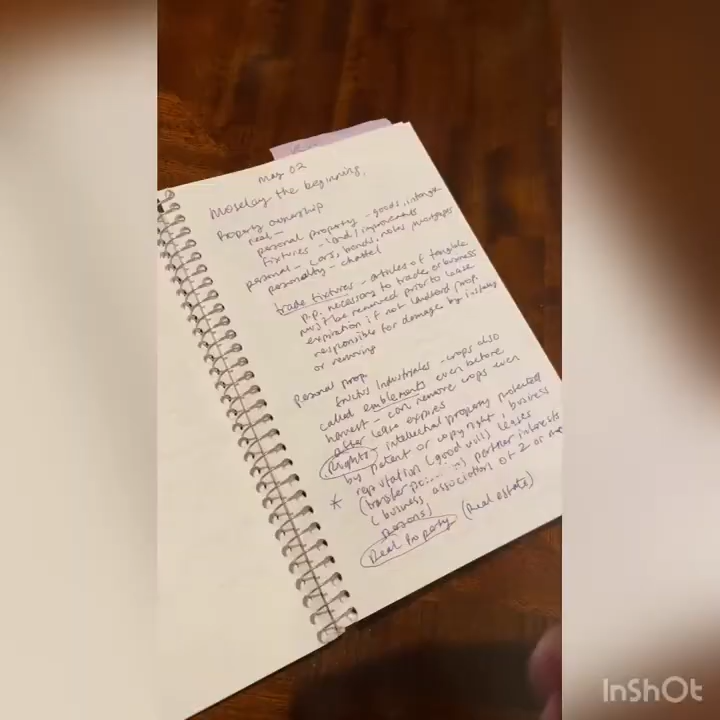 May 02
Moseley the beginning,
Property ownership
real -
personal property - goods, intangi
fixtures - land / improvements
personal - cars, bonds, notes, mortgages
personalty - chattel
trade fixtures - articles of tangible
p.p. necessary to trade or business
must be removed prior to lease
expiration if not landlord prop.
responsible for damage by
or removing
Personal prop.
fructus industriales - crops also
called emblements even before
harvest - can remove crops even
after lease expires
Rights - intellectual property protected
by patent or copyright, business
reputation (good will) leases
* (transfer partner interests
(business association of 2 or
persons)
Real Property (Real estate)
InShOt